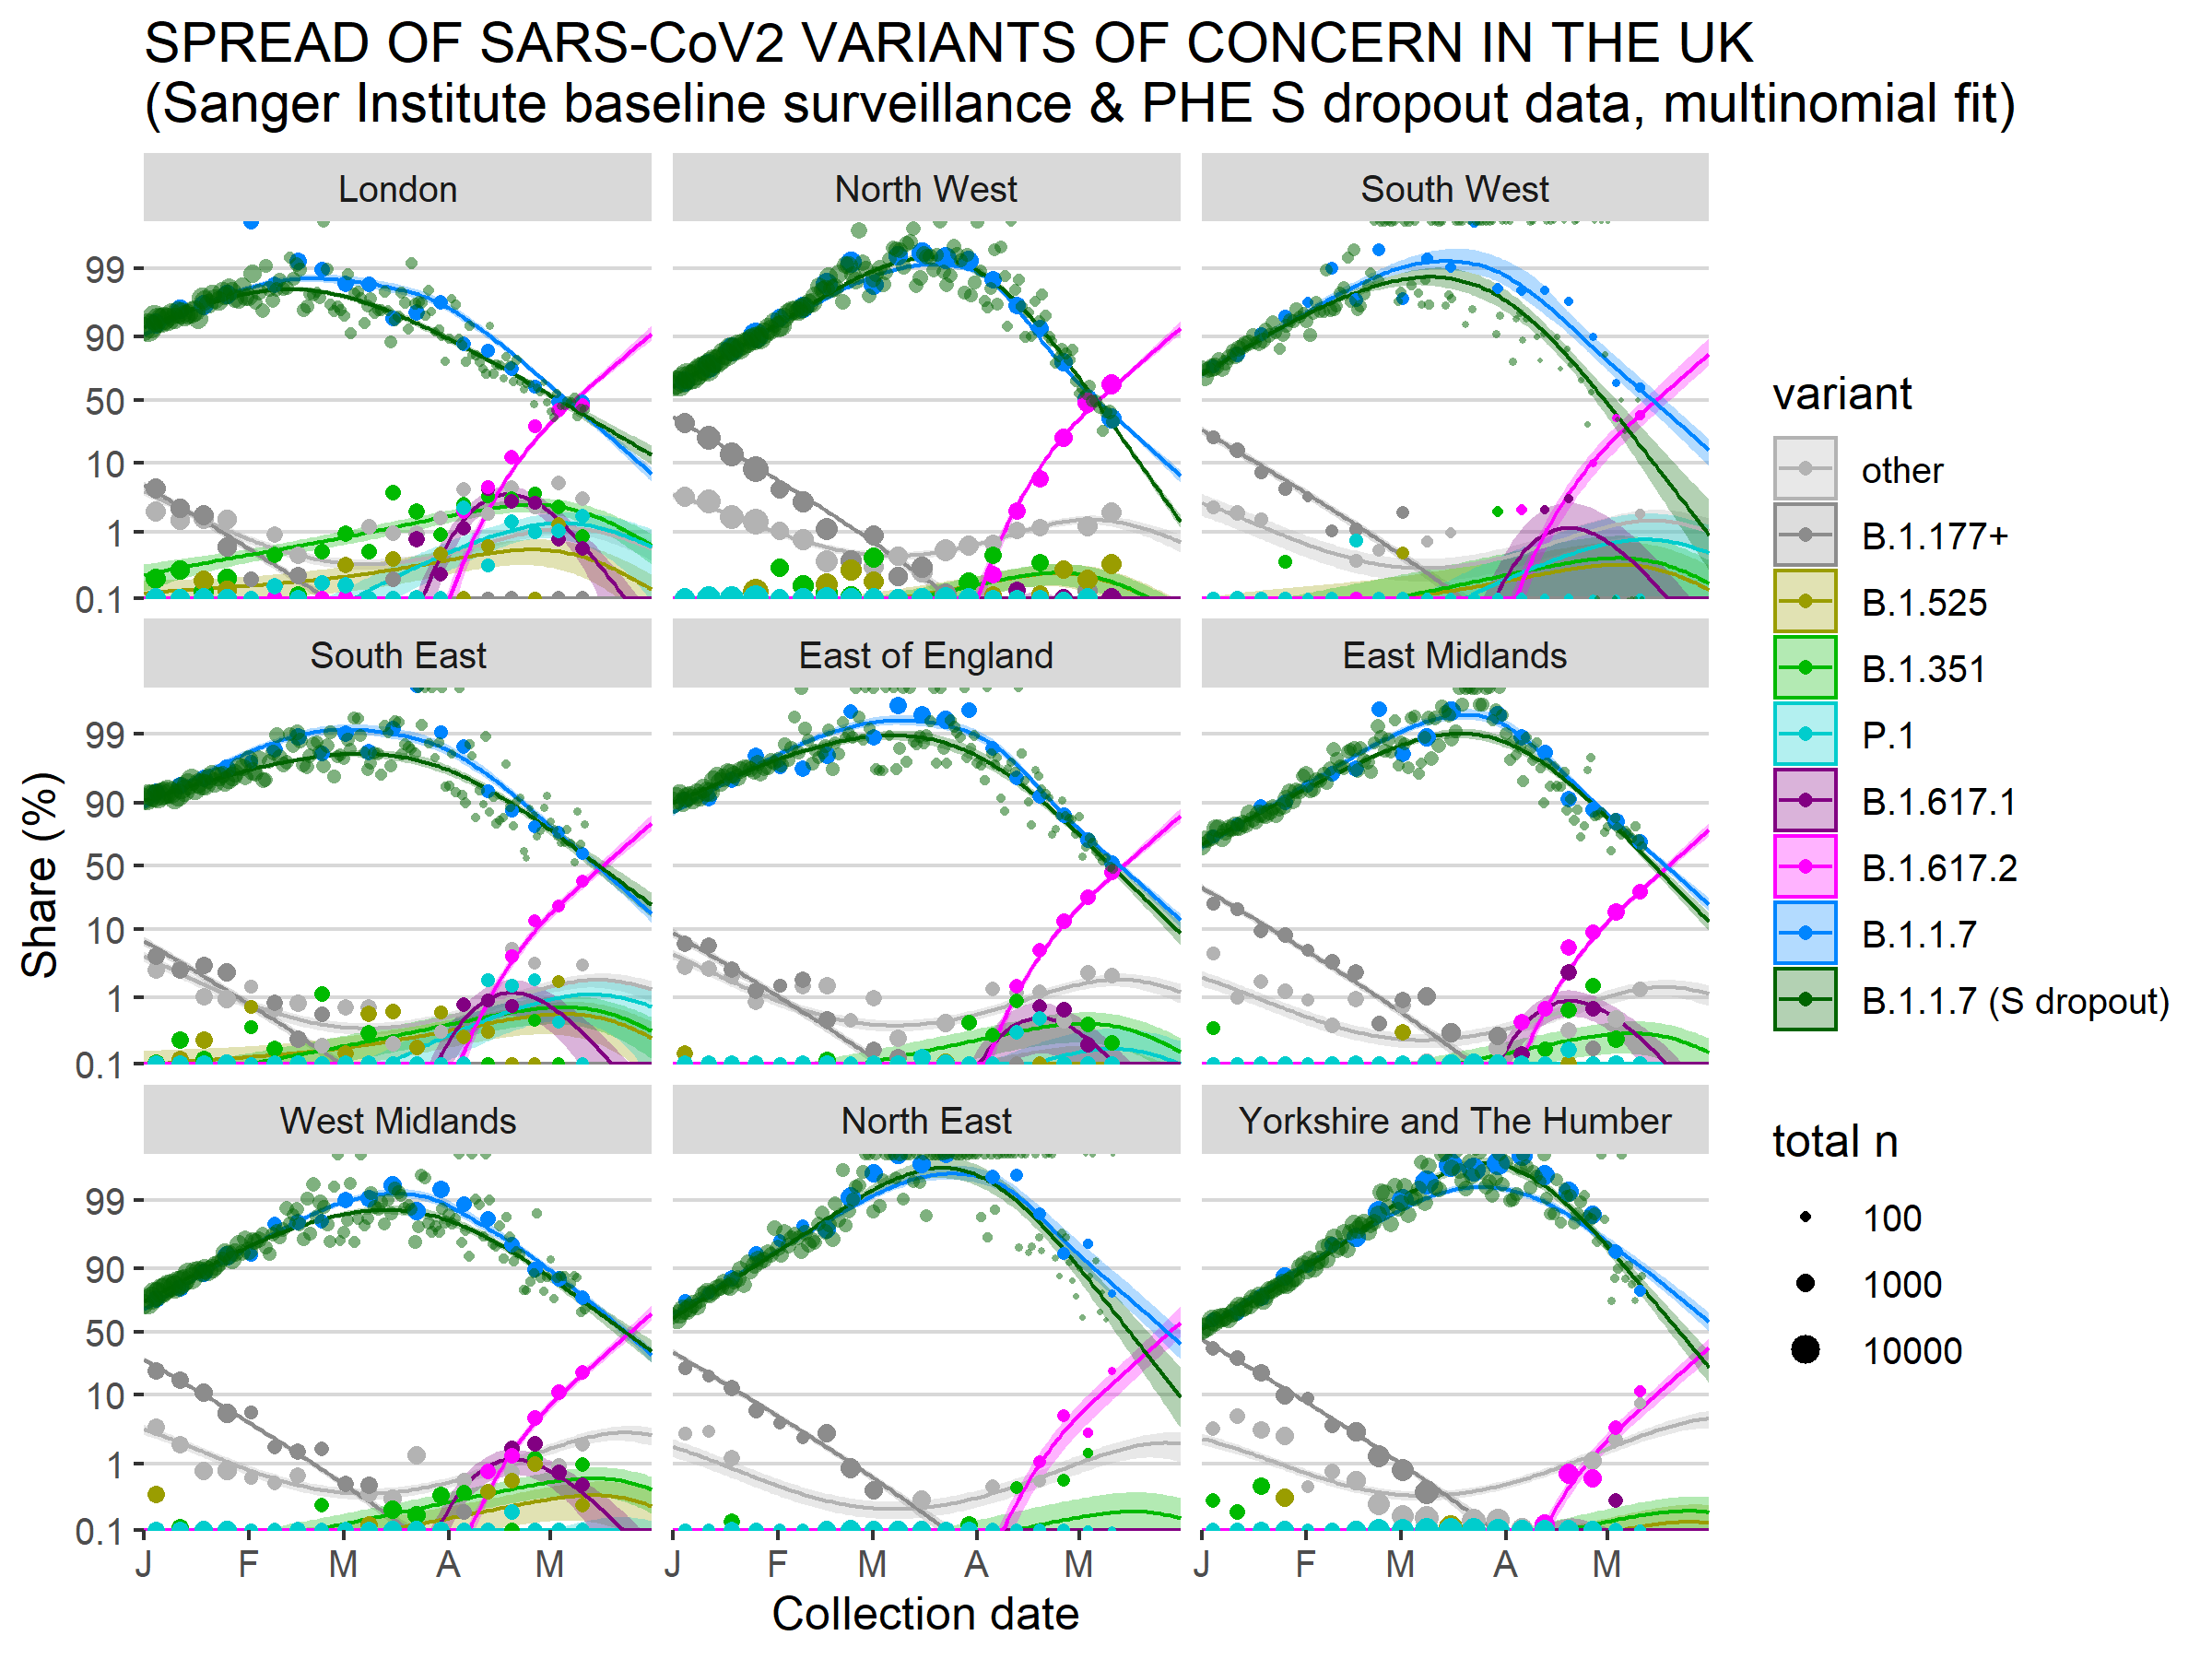 SPREAD OF SARS-CoV2 VARIANTS OF CONCERN IN THE UK
(Sanger Institute baseline surveillance & PHE S dropout data, multinomial fit)
London
North West
South West
99
90
50
10
1
0.1
South East
East of England
East Midlands
99
90
50
10
1
0.1
West Midlands
North East
Yorkshire and The Humber
99
90
50
10
1
0.1
J F M A M
J F M A M
J F M A M
Share (%)
Collection date
variant
other
B.1.177+
B.1.525
B.1.351
P.1
B.1.617.1
B.1.617.2
B.1.1.7
B.1.1.7 (S dropout)
total n
100
1000
10000